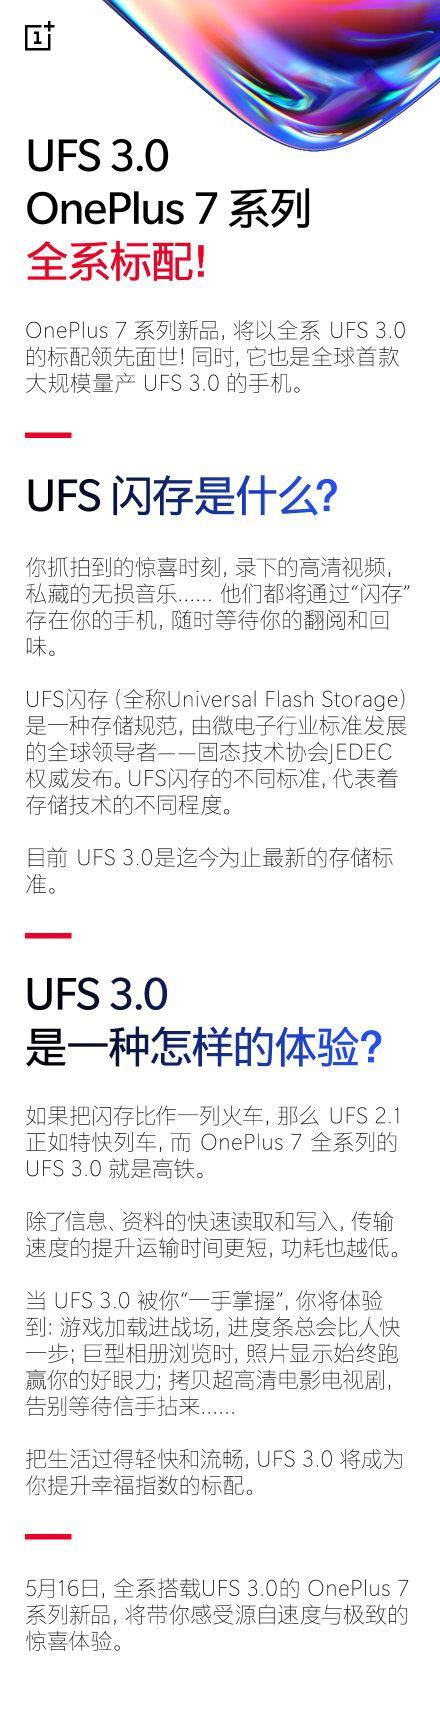 1+
UFS 3.0
OnePlus 7 系列
全系标配!
OnePlus 7 系列新品, 将以全系 UFS 3.0
的标配领先面世! 同时, 它也是全球首款
大规模量产 UFS 3.0 的手机。
UFS 闪存是什么?
你抓拍到的惊喜时刻, 录下的高清视频,
私藏的无损音乐…… 他们都将通过“闪存”
存在你的手机, 随时等待你的翻阅和回
味。
UFS闪存 (全称Universal Flash Storage)
是一种存储规范, 由微电子行业标准发展
的全球领导者——固态技术协会JEDEC
权威发布。UFS闪存的不同标准, 代表着
存储技术的不同程度。
目前 UFS 3.0是迄今为止最新的存储标
准。
UFS 3.0
是一种怎样的体验?
如果把闪存比作一列火车, 那么 UFS 2.1
正如特快列车, 而 OnePlus 7 全系列的
UFS 3.0 就是高铁。
除了信息、资料的快速读取和写入, 传输
速度的提升运输时间更短, 功耗也越低。
当 UFS 3.0 被你“一手掌握”, 你将体验
到: 游戏加载进战场, 进度条总会比人快
一步; 巨型相册浏览时, 照片显示始终跑
赢你的好眼力; 拷贝超高清电影电视剧,
告别等待信手拈来……
把生活过得轻快和流畅, UFS 3.0 将成为
你提升幸福指数的标配。
5月16日, 全系搭载UFS 3.0的 OnePlus 7
系列新品, 将带你感受源自速度与极致的
惊喜体验。